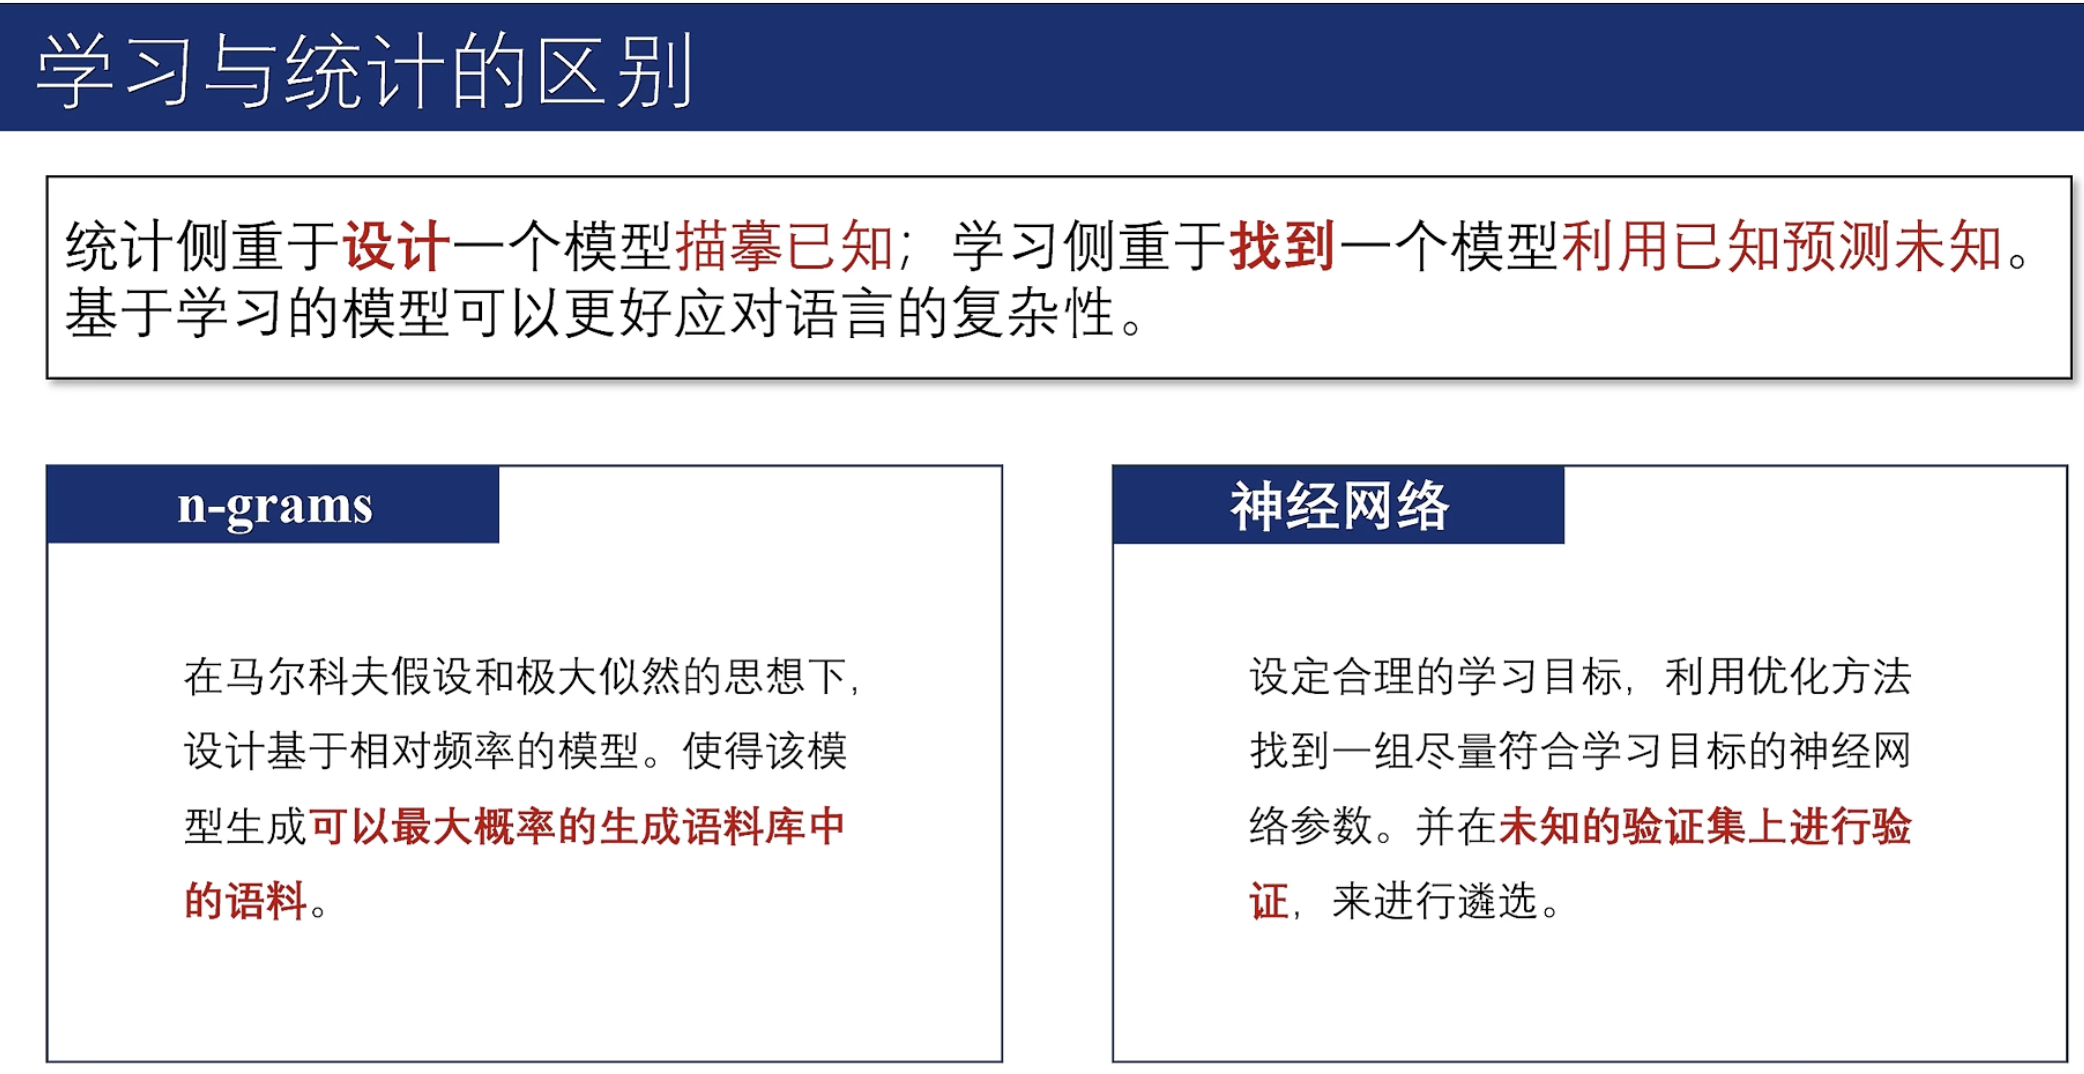 学习与统计的区别
统计侧重于设计一个模型描摹已知；学习侧重于找到一个模型利用已知预测未知。
基于学习的模型可以更好应对语言的复杂性。
n-grams
在马尔科夫假设和极大似然的思想下，
设计基于相对频率的模型。使得该模
型生成可以最大概率的生成语料库中
的语料。
神经网络
设定合理的学习目标，利用优化方法
找到一组尽量符合学习目标的神经网
络参数。并在未知的验证集上进行验
证，来进行遴选。